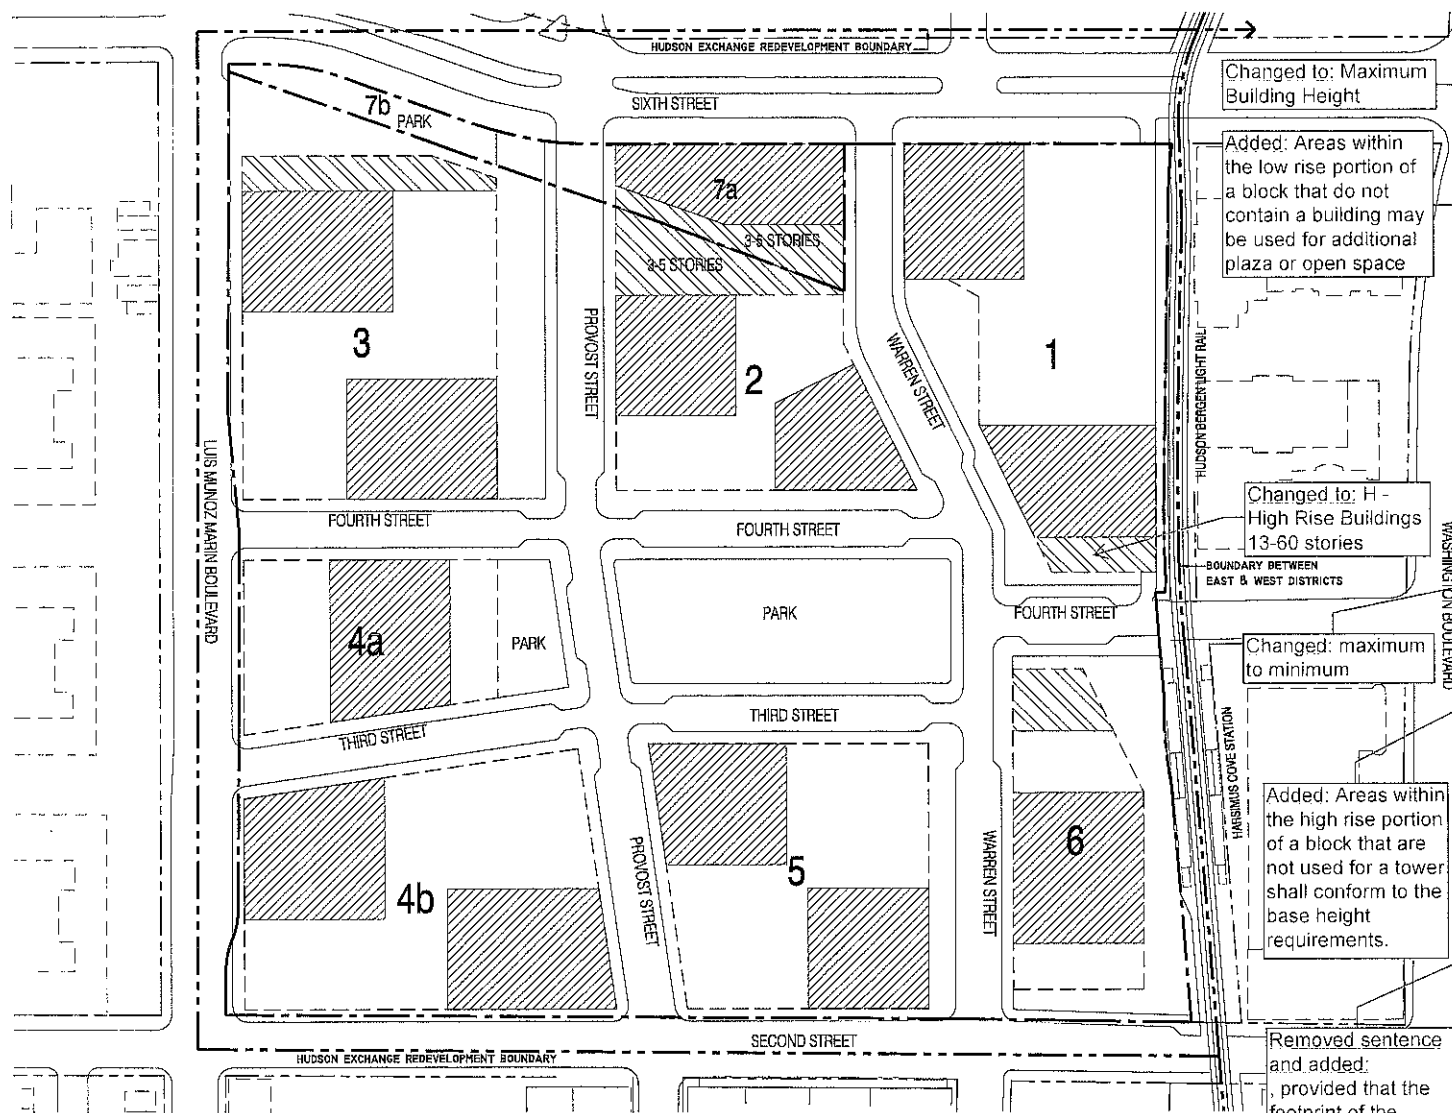 HUDSON EXCHANGE REDEVELOPMENT BOUNDARY
Changed to: Maximum
Building Height
7b
PARK
SIXTH STREET
Added: Areas within
the low rise portion of
a block that do not
contain a building may
be used for additional
plaza or open space
7a
3-5 STORIES
3-5 STORIES
3
PROVOST STREET
2
WARREN STREET
1
HUDSON BERGEN LIGHT RAIL
LUIS MUNOZ MARIN BOULEVARD
FOURTH STREET
FOURTH STREET
Changed to: H -
High Rise Buildings
13-60 stories
BOUNDARY BETWEEN
EAST & WEST DISTRICTS
WASHINGTON BOULEVARD
4a
PARK
PARK
FOURTH STREET
Changed: maximum
to minimum
THIRD STREET
THIRD STREET
HARSIMUS COVE STATION
Added: Areas within
the high rise portion
of a block that are
not used for a tower
shall conform to the
base height
requirements.
4b
PROVOST STREET
5
WARREN STREET
6
SECOND STREET
HUDSON EXCHANGE REDEVELOPMENT BOUNDARY
Removed sentence
and added:
, provided that the
footprint of the